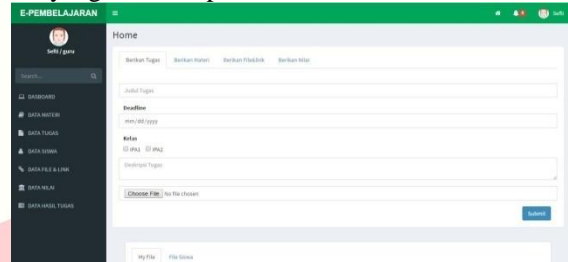 E-PEMBELAJARAN
Sefti
Sefti / guru
Home
Search...
Berikan Tugas Berikan Materi Berikan File&link Berikan Nilai
Judul Tugas
Deadline
mm/dd/yyyy
Kelas
IPA1 IPA2
Deskripsi Tugas
Choose File No file chosen
Submit
My File File Siswa
DASBOARD
DATA MATERI
DATA TUGAS
DATA SISWA
DATA FILE & LINK
DATA NILAI
DATA HASIL TUGAS